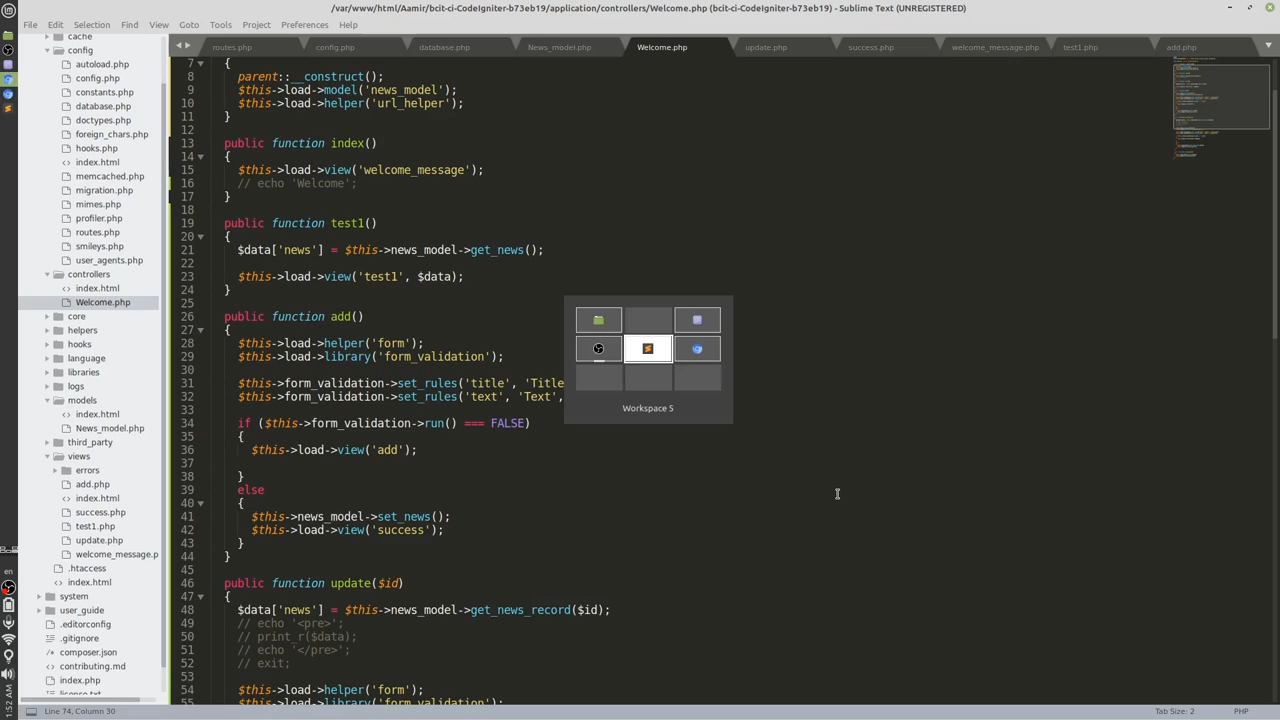 /var/www/html/Aamir/bcit-ci-CodeIgniter-b73eb19/application/controllers/Welcome.php (bcit-ci-CodeIgniter-b73eb19) - Sublime Text (UNREGISTERED)
File Edit Selection Find View Goto Tools Project Preferences Help
routes.php config.php database.php News_model.php Welcome.php update.php success.php welcome_message.php test1.php add.php
cache
config
autoload.php
config.php
constants.php
database.php
doctypes.php
foreign_chars.php
hooks.php
index.html
memcached.php
migration.php
mimes.php
profiler.php
routes.php
smileys.php
user_agents.php
controllers
index.html
Welcome.php
core
helpers
hooks
language
libraries
logs
models
index.html
News_model.php
third_party
views
errors
add.php
index.html
success.php
test1.php
update.php
welcome_message.p
.htaccess
index.html
system
user_guide
.editorconfig
.gitignore
composer.json
contributing.md
index.php
license.txt
7 {
8 parent::__construct();
9 $this->load->model('news_model');
10 $this->load->helper('url_helper');
11 }
12
13 public function index()
14 {
15 $this->load->view('welcome_message');
16 // echo 'Welcome';
17 }
18
19 public function test1()
20 {
21 $data['news'] = $this->news_model->get_news();
22
23 $this->load->view('test1', $data);
24 }
25
26 public function add()
27 {
28 $this->load->helper('form');
29 $this->load->library('form_validation');
30
31 $this->form_validation->set_rules('title', 'Title
32 $this->form_validation->set_rules('text', 'Text',
33
34 if ($this->form_validation->run() === FALSE)
35 {
36 $this->load->view('add');
37
38 }
39 else
40 {
41 $this->news_model->set_news();
42 $this->load->view('success');
43 }
44 }
45
46 public function update($id)
47 {
48 $data['news'] = $this->news_model->get_news_record($id);
49 // echo '<pre>';
50 // print_r($data);
51 // echo '</pre>';
52 // exit;
53
54 $this->load->helper('form');
55 $this->load->library('form_validation');
Workspace 5
en
1:52 AM
Line 74, Column 30
Tab Size: 2
PHP